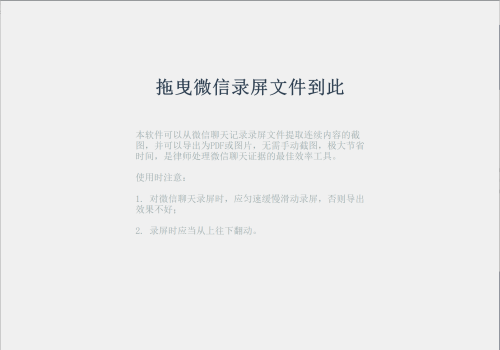 拖曳微信录屏文件到此
本软件可以从微信聊天记录录屏文件提取连续内容的截
图，并可以导出为PDF或图片，无需手动截图，极大节省
时间，是律师处理微信聊天证据的最佳效率工具。
使用时注意：
1. 对微信聊天录屏时，应匀速缓慢滑动录屏，否则导出
效果不好；
2. 录屏时应当从上往下翻动。